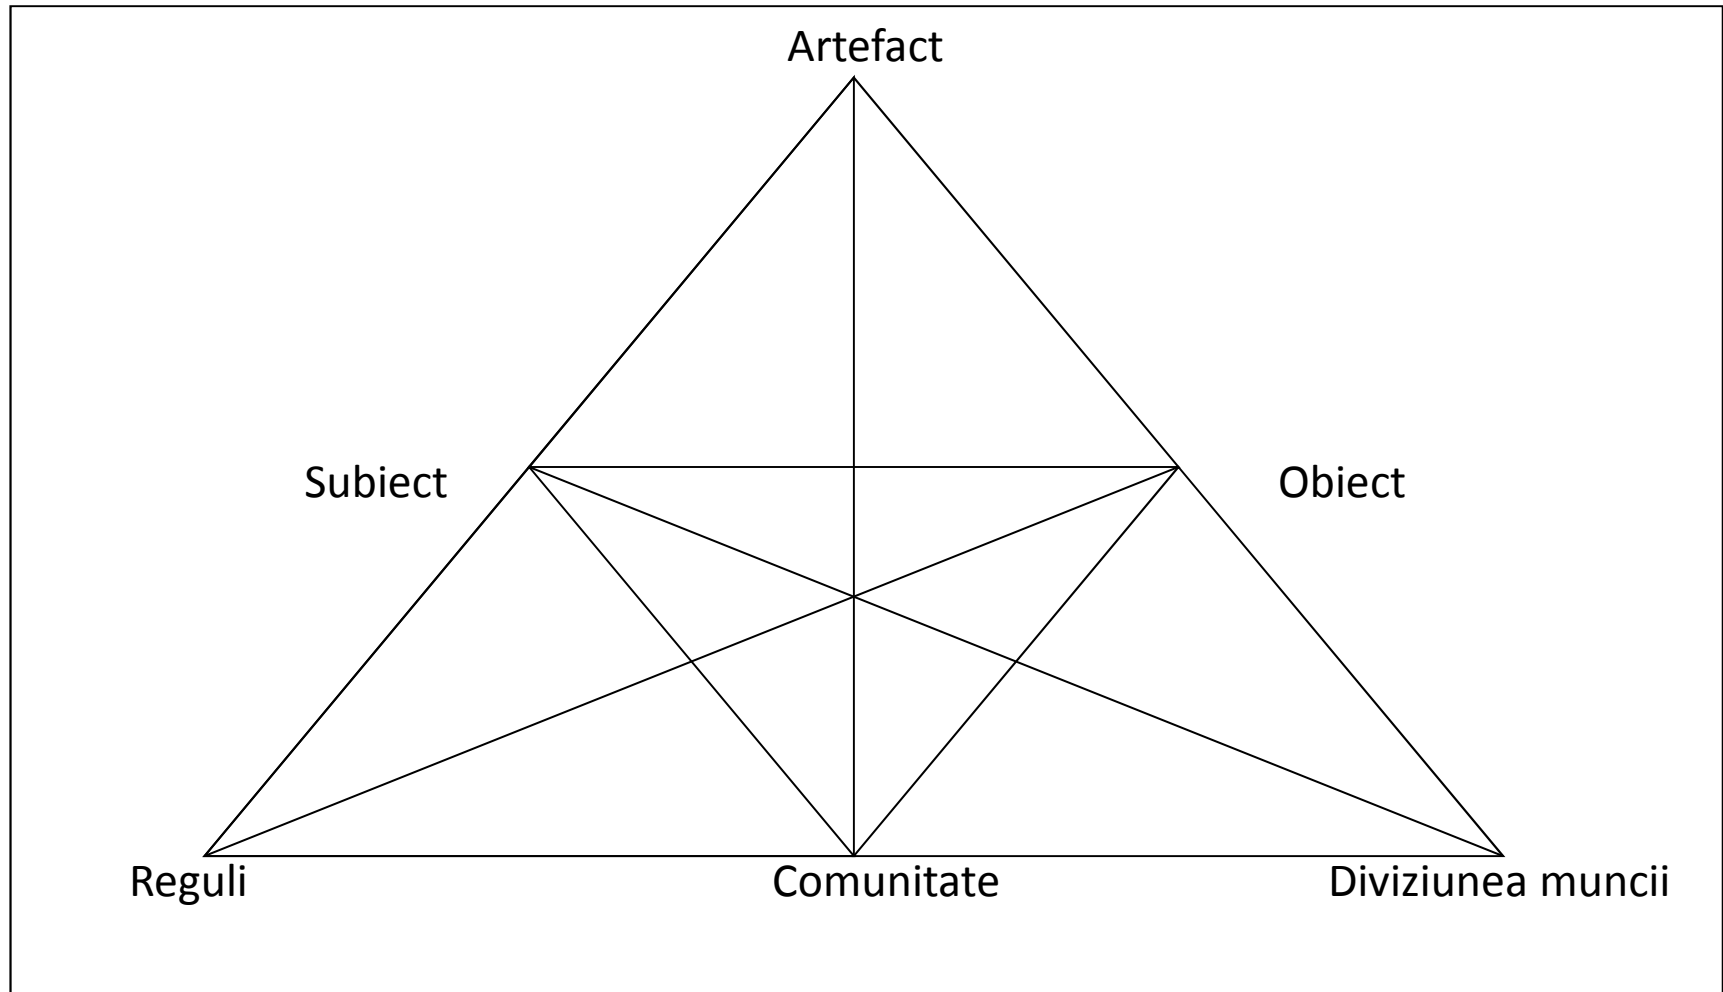 Artefact
Subiect
Obiect
Reguli
Comunitate
Diviziunea muncii